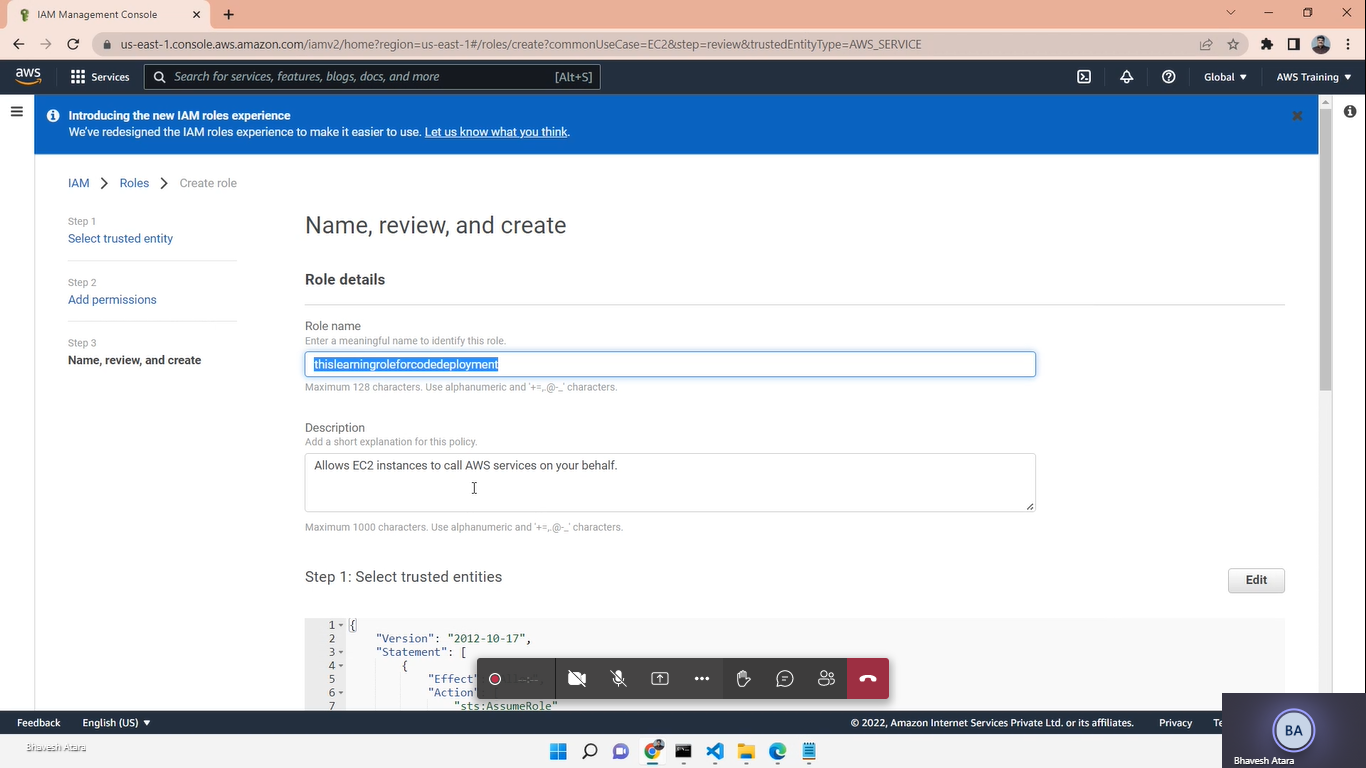 IAM Management Console
us-east-1.console.aws.amazon.com/iamv2/home?region=us-east-1#/roles/create?commonUseCase=EC2&step=review&trustedEntityType=AWS_SERVICE
aws
Services
Search for services, features, blogs, docs, and more
[Alt+S]
Global
AWS Training
Introducing the new IAM roles experience
We've redesigned the IAM roles experience to make it easier to use. Let us know what you think.
IAM > Roles > Create role
Step 1
Select trusted entity
Step 2
Add permissions
Step 3
Name, review, and create
Name, review, and create
Role details
Role name
Enter a meaningful name to identify this role.
thislearningroleforcodedeployment
Maximum 128 characters. Use alphanumeric and '+=,.@-_' characters.
Description
Add a short explanation for this policy.
Allows EC2 instances to call AWS services on your behalf.
Maximum 1000 characters. Use alphanumeric and '+=,.@-_' characters.
Step 1: Select trusted entities
Edit
1 {
2 "Version": "2012-10-17",
3 "Statement": [
4 {
5 "Effect"
6 "Action"
7 "sts:AssumeRole"
Feedback
English (US)
© 2022, Amazon Internet Services Private Ltd. or its affiliates.
Privacy
BA
Bhavesh Atara
Bhavesh Atara